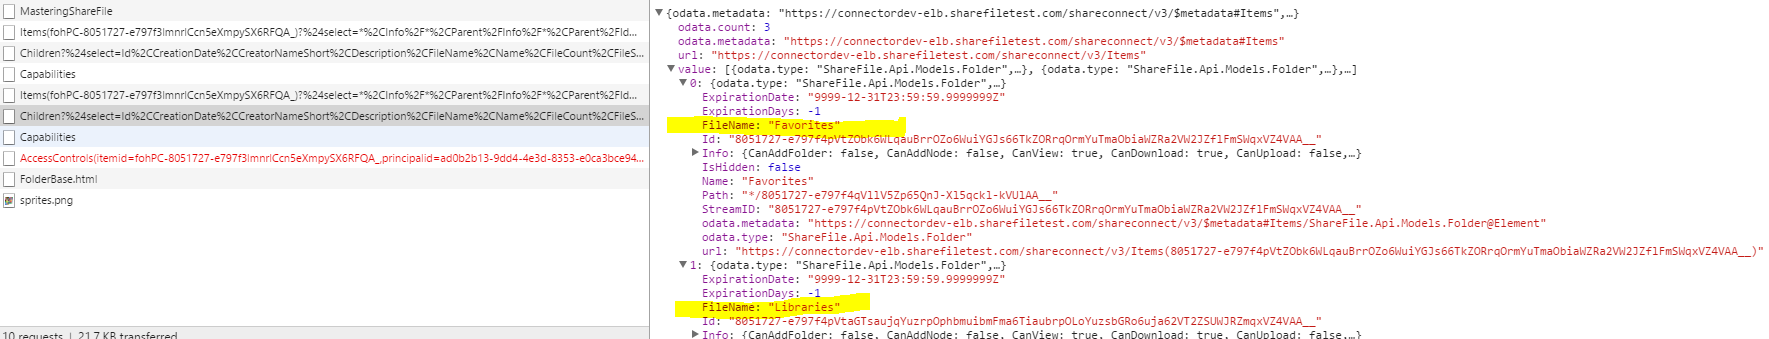 MasteringShareFile
Items(fohPC-8051727-e797f3lmnrlCcn5eXmpySX6RFQA_)?%24select=*%2CInfo%2F*%2CParent%2FInfo%2F*%2CParent%2FId...
Children?%24select=Id%2CCreationDate%2CCreatorNameShort%2CDescription%2CFileName%2CName%2CFileCount%2CFileS...
Capabilities
Items(fohPC-8051727-e797f3lmnrlCcn5eXmpySX6RFQA_)?%24select=*%2CInfo%2F*%2CParent%2FInfo%2F*%2CParent%2FId...
Children?%24select=Id%2CCreationDate%2CCreatorNameShort%2CDescription%2CFileName%2CName%2CFileCount%2CFileS...
Capabilities
AccessControls(itemid=fohPC-8051727-e797f3lmnrlCcn5eXmpySX6RFQA_,principalid=ad0b2b13-9dd4-4e3d-8353-e0ca3bce94...
FolderBase.html
sprites.png
10 requests | 21.7 KB transferred
{odata.metadata: "https://connectordev-elb.sharefiletest.com/shareconnect/v3/$metadata#Items",…}
odata.count: 3
odata.metadata: "https://connectordev-elb.sharefiletest.com/shareconnect/v3/$metadata#Items"
url: "https://connectordev-elb.sharefiletest.com/shareconnect/v3/Items"
value: [{odata.type: "ShareFile.Api.Models.Folder",…}, {odata.type: "ShareFile.Api.Models.Folder",…},…]
0: {odata.type: "ShareFile.Api.Models.Folder",…}
ExpirationDate: "9999-12-31T23:59:59.9999999Z"
ExpirationDays: -1
FileName: "Favorites"
Id: "8051727-e797f4pVtZObk6WLqauBrrOZo6WuiYGJs66TkZORrqOrmYuTmaObiaWZRa2VW2JZflFmSWqxVZ4VAA__"
Info: {CanAddFolder: false, CanAddNode: false, CanView: true, CanDownload: true, CanUpload: false,…}
IsHidden: false
Name: "Favorites"
Path: "*/8051727-e797f4qVllV5Zp65QnJ-Xl5qckl-kVUlAA__"
StreamID: "8051727-e797f4pVtZObk6WLqauBrrOZo6WuiYGJs66TkZORrqOrmYuTmaObiaWZRa2VW2JZflFmSWqxVZ4VAA__"
odata.metadata: "https://connectordev-elb.sharefiletest.com/shareconnect/v3/$metadata#Items/ShareFile.Api.Models.Folder@Element"
odata.type: "ShareFile.Api.Models.Folder"
url: "https://connectordev-elb.sharefiletest.com/shareconnect/v3/Items(8051727-e797f4pVtZObk6WLqauBrrOZo6WuiYGJs66TkZORrqOrmYuTmaObiaWZRa2VW2JZflFmSWqxVZ4VAA__)"
1: {odata.type: "ShareFile.Api.Models.Folder",…}
ExpirationDate: "9999-12-31T23:59:59.9999999Z"
ExpirationDays: -1
FileName: "Libraries"
Id: "8051727-e797f4pVtaGTsaujqYuzrpOphbmuibmFma6TiaubrpOLoYuzsbGRo6uja62VT2ZSUWJRZmqxVZ4VAA__"
Info: {CanAddFolder: false, CanAddNode: false, CanView: true, CanDownload: true, CanUpload: false,…}